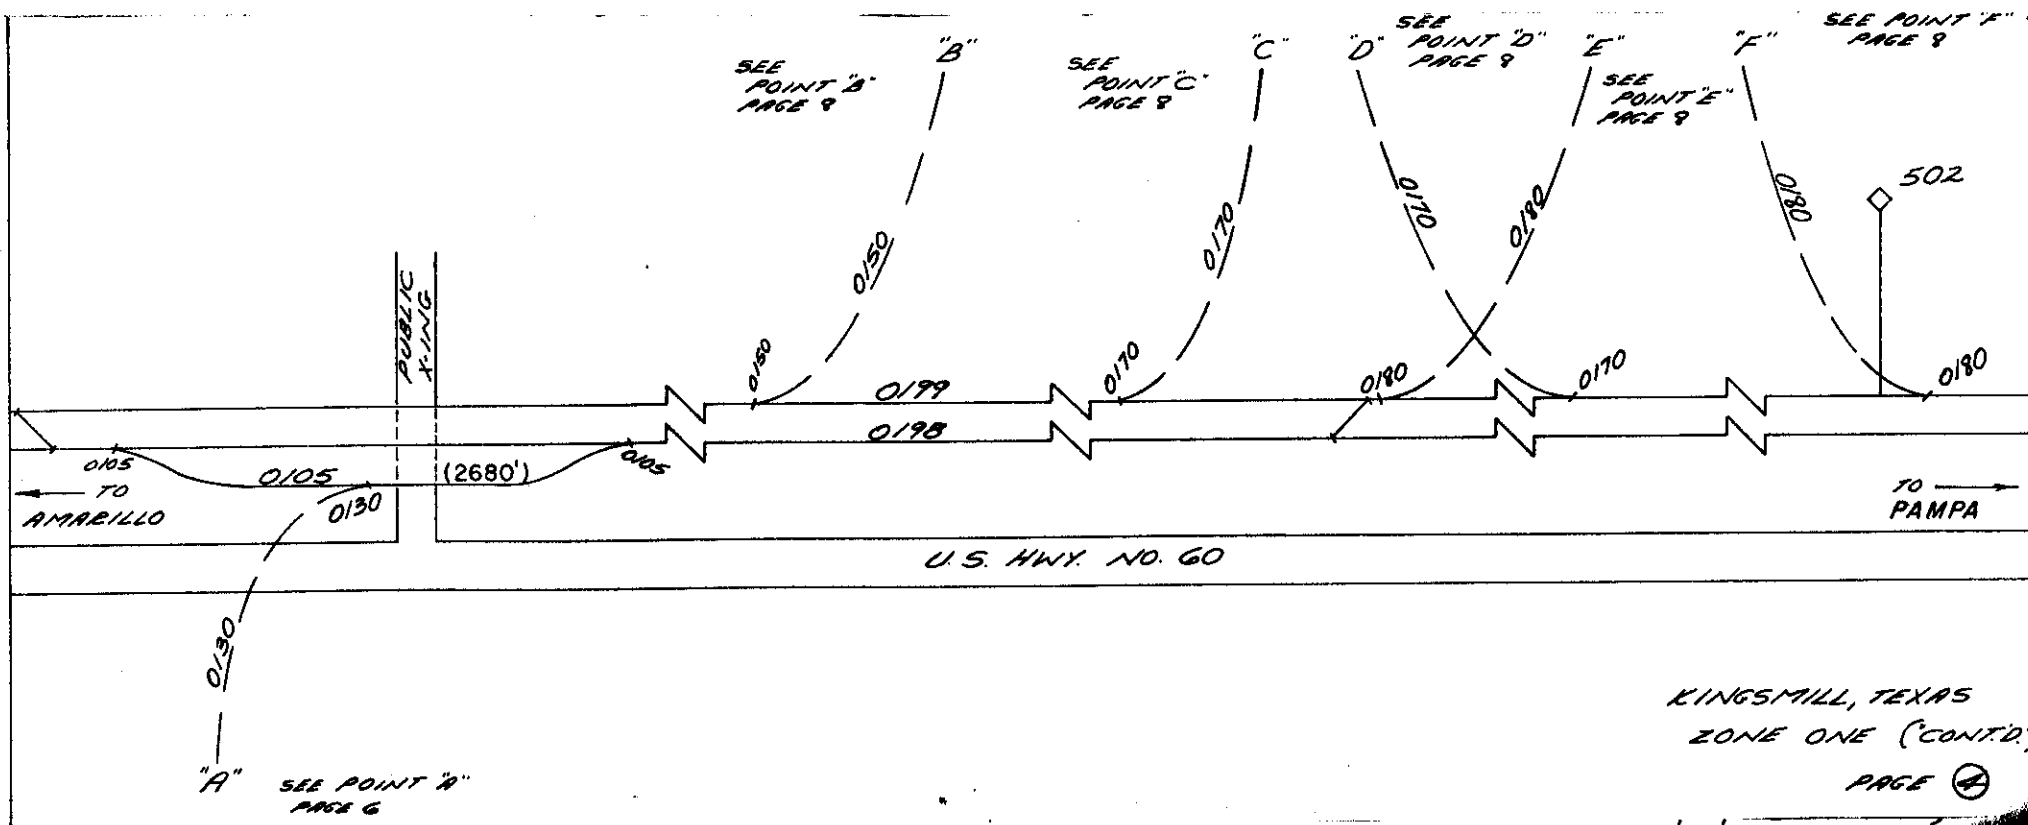 "B"
SEE
POINT "B"
PAGE 8
"C"
SEE
POINT "C"
PAGE 8
"D"
SEE
POINT "D"
PAGE 8
"E"
SEE
POINT "E"
PAGE 8
"F"
SEE POINT "F"
PAGE 8
502
0150
0170
0170
0180
0180
PUBLIC
X-ING
0150
0199
0170
0180
0170
0180
0198
0105
0105
(2680')
0105
0130
TO
AMARILLO
TO
PAMPA
U.S. HWY. NO. 60
0130
"A"
SEE POINT "A"
PAGE 6
KINGSMILL, TEXAS
ZONE ONE (CONT'D.)
PAGE 4